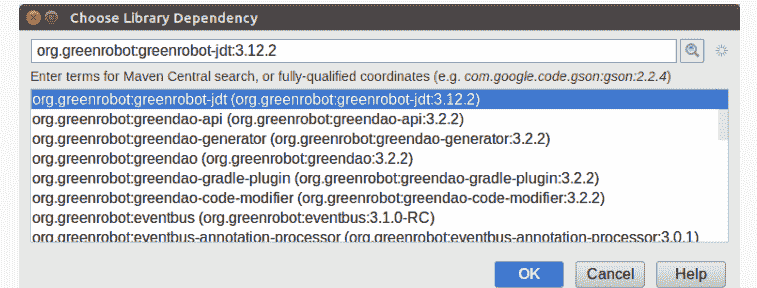 Choose Library Dependency
org.greenrobot:greenrobot-jdt:3.12.2
Enter terms for Maven Central search, or fully-qualified coordinates (e.g. com.google.code.gson:gson:2.2.4)
org.greenrobot:greenrobot-jdt (org.greenrobot:greenrobot-jdt:3.12.2)
org.greenrobot:greendao-api (org.greenrobot:greendao-api:3.2.2)
org.greenrobot:greendao-generator (org.greenrobot:greendao-generator:3.2.2)
org.greenrobot:greendao (org.greenrobot:greendao:3.2.2)
org.greenrobot:greendao-gradle-plugin (org.greenrobot:greendao-gradle-plugin:3.2.2)
org.greenrobot:greendao-code-modifier (org.greenrobot:greendao-code-modifier:3.2.2)
org.greenrobot:eventbus (org.greenrobot:eventbus:3.1.0-RC)
org.greenrobot:eventbus-annotation-processor (org.greenrobot:eventbus-annotation-processor:3.0.1)
OK Cancel Help